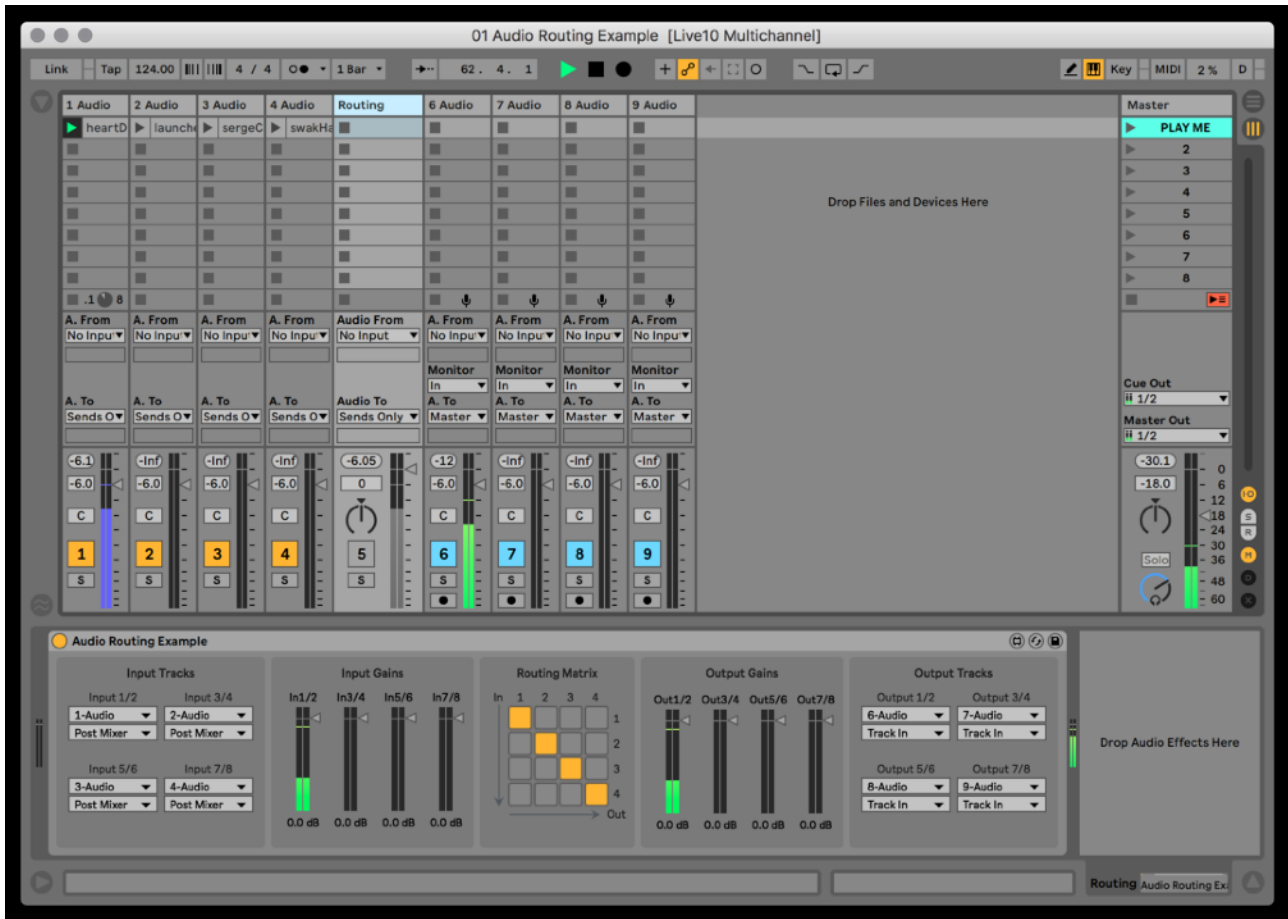 01 Audio Routing Example [Live10 Multichannel]
Link Tap 124.00 4 / 4 1 Bar 62. 4. 1 Key MIDI 2 % D
1 Audio 2 Audio 3 Audio 4 Audio Routing 6 Audio 7 Audio 8 Audio 9 Audio Master
heartD launche sergeC swakHa PLAY ME
2
3
4
Drop Files and Devices Here
5
6
7
8
.1 8
A. From A. From A. From A. From Audio From A. From A. From A. From A. From
No Input No Input No Input No Input No Input No Input No Input No Input No Input
Monitor Monitor Monitor Monitor
In In In In
Cue Out
1/2
A. To A. To A. To A. To Audio To A. To A. To A. To A. To
Sends O Sends O Sends O Sends O Sends Only Master Master Master Master
Master Out
1/2
-6.1 -Inf -Inf -Inf -6.05 -12 -Inf -Inf -Inf -30.1
-6.0 -6.0 -6.0 -6.0 0 -6.0 -6.0 -6.0 -6.0 -18.0
0
6
12
18
24
30
36
48
60
C C C C C C C C
1 2 3 4 5 6 7 8 9
Solo
S S S S S S S S S
I·O
S
R
M
D
X
Audio Routing Example
Input Tracks Input Gains Routing Matrix Output Gains Output Tracks
Input 1/2 Input 3/4 In1/2 In3/4 In5/6 In7/8 In 1 2 3 4 Out1/2 Out3/4 Out5/6 Out7/8 Output 1/2 Output 3/4
1-Audio 2-Audio 1 6-Audio 7-Audio
Post Mixer Post Mixer 2 Track In Track In
Drop Audio Effects Here
Input 5/6 Input 7/8 3 Output 5/6 Output 7/8
3-Audio 4-Audio 4 8-Audio 9-Audio
Post Mixer Post Mixer Out Track In Track In
0.0 dB 0.0 dB 0.0 dB 0.0 dB 0.0 dB 0.0 dB 0.0 dB 0.0 dB
Routing Audio Routing Ex